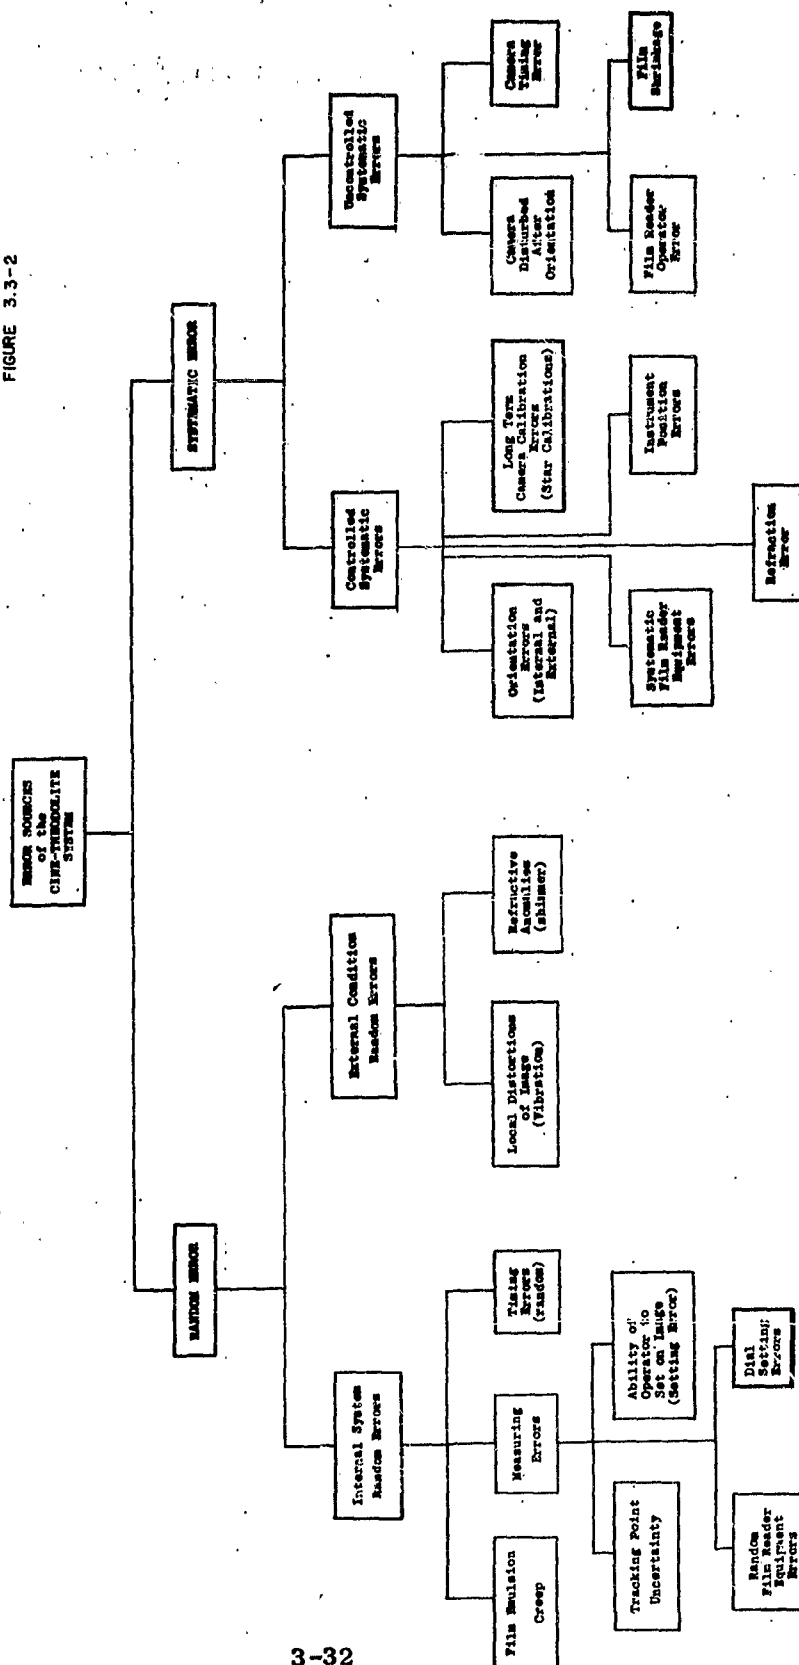 FIGURE 3.3-2
ERROR SOURCES
of the
CINE-THEODOLITE
SYSTEM
RANDOM ERROR
SYSTEMATIC ERROR
Internal System
Random Errors
External Condition
Random Errors
Controlled
Systematic
Errors
Uncontrolled
Systematic
Errors
Film Emulsion
Creep
Measuring
Errors
Timing
Errors
(random)
Local Distortions
of Image
(Vibration)
Refractive
Anomalies
(shimmer)
Orientation
Errors
(Internal and
External)
Long Term
Camera Calibration
Errors
(Star Calibrations)
Camera
Disturbed
After
Orientation
Camera
Timing
Error
Tracking Point
Uncertainty
Ability of
Operator to
Set on Image
(Setting Error)
Systematic
Film Reader
Equipment
Errors
Instrument
Position
Errors
Film Reader
Operator
Error
Film
Shrinkage
Random
Film Reader
Equipment
Errors
Dial
Setting
Errors
Refraction
Error
3-32